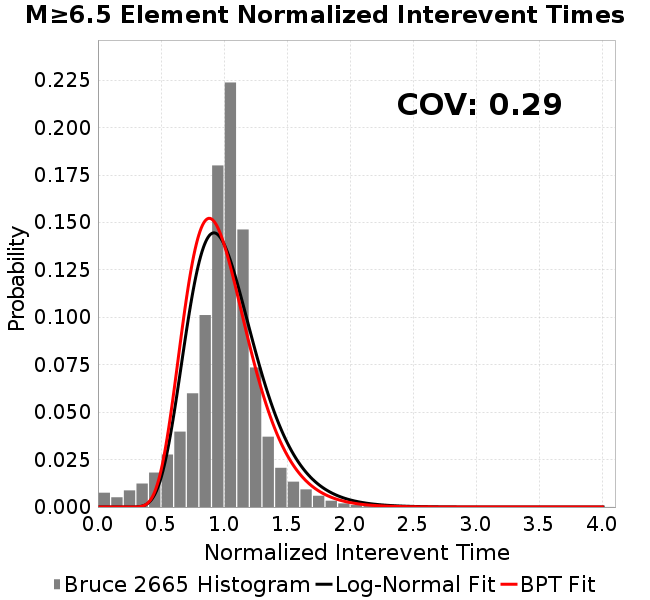 M≥6.5 Element Normalized Interevent Times
COV: 0.29
Probability
0.225
0.200
0.175
0.150
0.125
0.100
0.075
0.050
0.025
0.000
0.0 0.5 1.0 1.5 2.0 2.5 3.0 3.5 4.0
Normalized Interevent Time
Bruce 2665 Histogram Log-Normal Fit BPT Fit